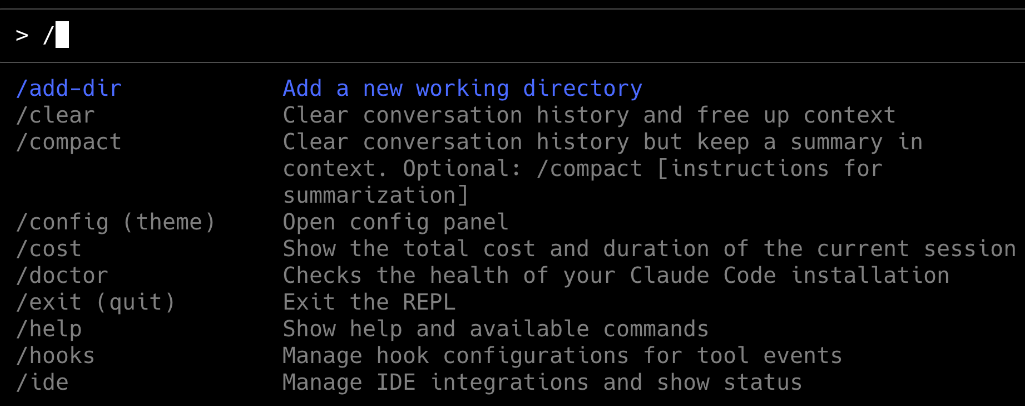 > /
/add-dir Add a new working directory
/clear Clear conversation history and free up context
/compact Clear conversation history but keep a summary in
context. Optional: /compact [instructions for
summarization]
/config (theme) Open config panel
/cost Show the total cost and duration of the current session
/doctor Checks the health of your Claude Code installation
/exit (quit) Exit the REPL
/help Show help and available commands
/hooks Manage hook configurations for tool events
/ide Manage IDE integrations and show status